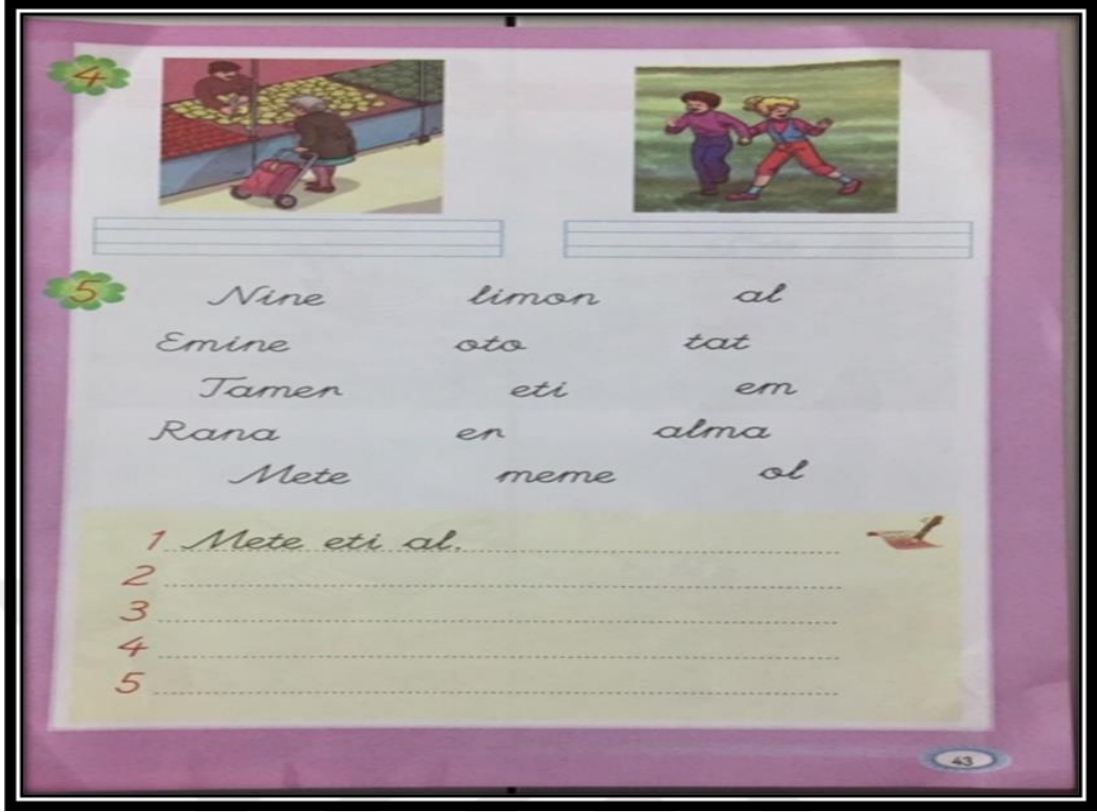 4
5 Nine limon al
Emine oto tat
Tamer eti em
Rana er alma
Mete meme ol
1 Mete eti al.
2
3
4
5
43